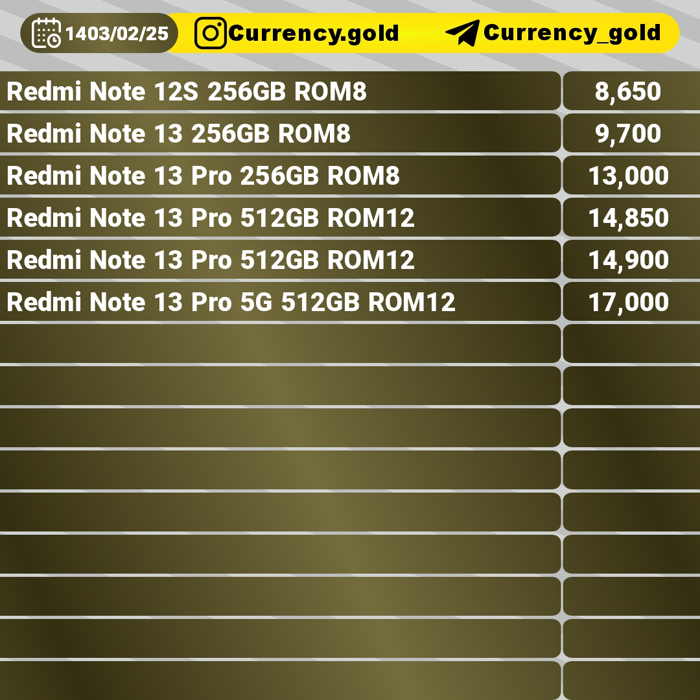 1403/02/25 Currency.gold Currency_gold
Redmi Note 12S 256GB ROM8 8,650
Redmi Note 13 256GB ROM8 9,700
Redmi Note 13 Pro 256GB ROM8 13,000
Redmi Note 13 Pro 512GB ROM12 14,850
Redmi Note 13 Pro 512GB ROM12 14,900
Redmi Note 13 Pro 5G 512GB ROM12 17,000